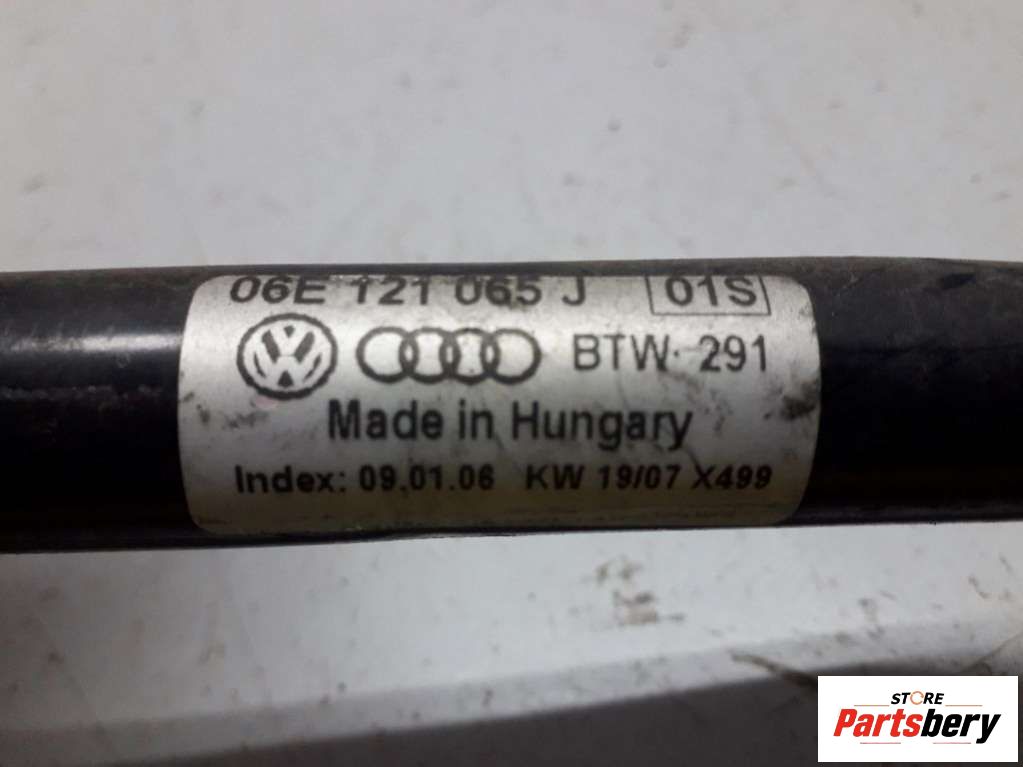 06E 121 065 J 01S
BTW· 291
Made in Hungary
Index: 09.01.06 KW 19/07 X499
STORE
Partsbery